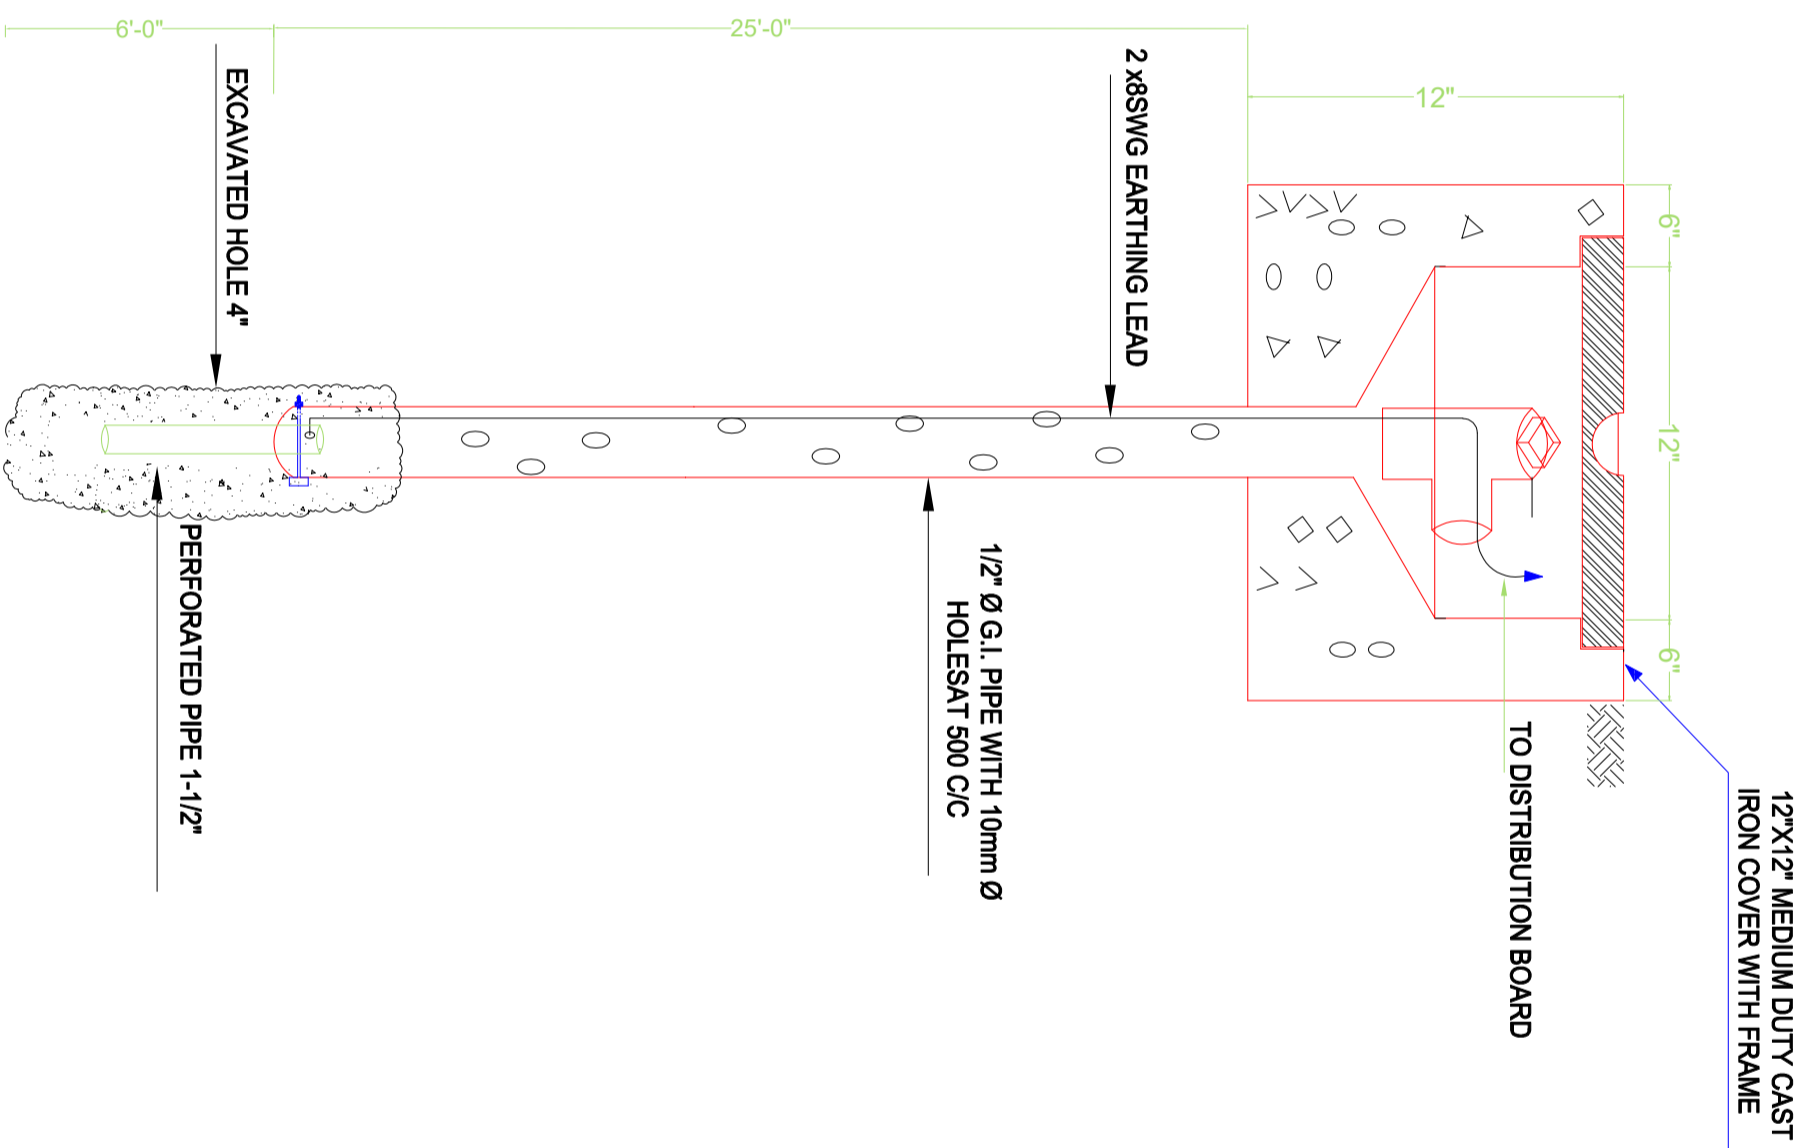 12"X12" MEDIUM DUTY CAST
IRON COVER WITH FRAME
6"
12"
6"
TO DISTRIBUTION BOARD
12"
2 x8SWG EARTHING LEAD
1/2" Ø G.I. PIPE WITH 10mm Ø
HOLESAT 500 C/C
25'-0"
EXCAVATED HOLE 4"
PERFORATED PIPE 1-1/2"
6'-0"